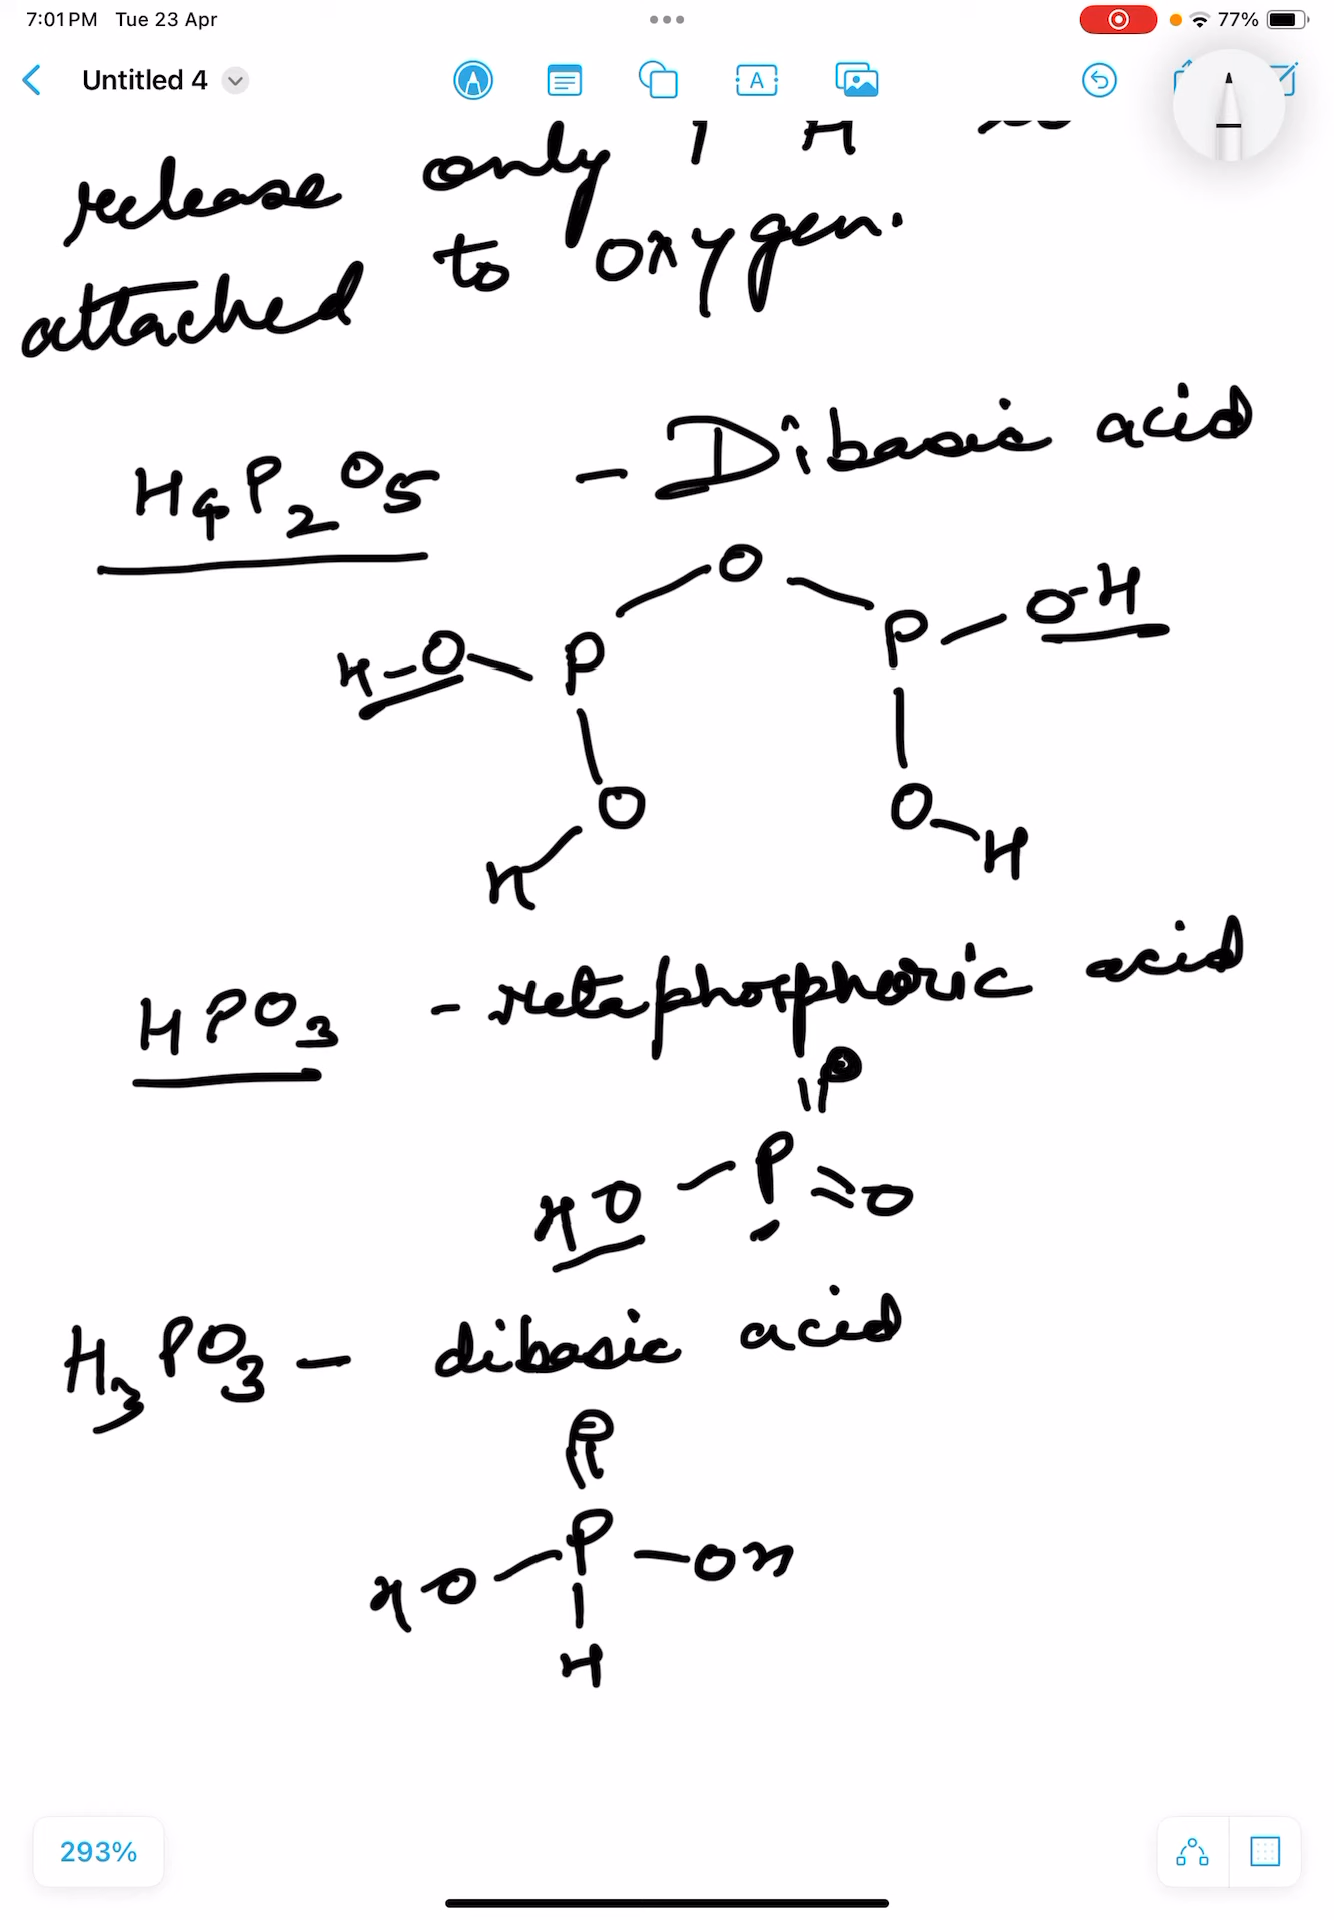 7:01 PM Tue 23 Apr
77%
Untitled 4
release only 1 H
attached to oxygen.
H4P2O5 - Dibasic acid
O
H-O P P O-H
O O
H H
HPO3 - Metaphosphoric acid
O
HO - P = O
H3PO3 - dibasic acid
O
HO - P - OH
H
293%